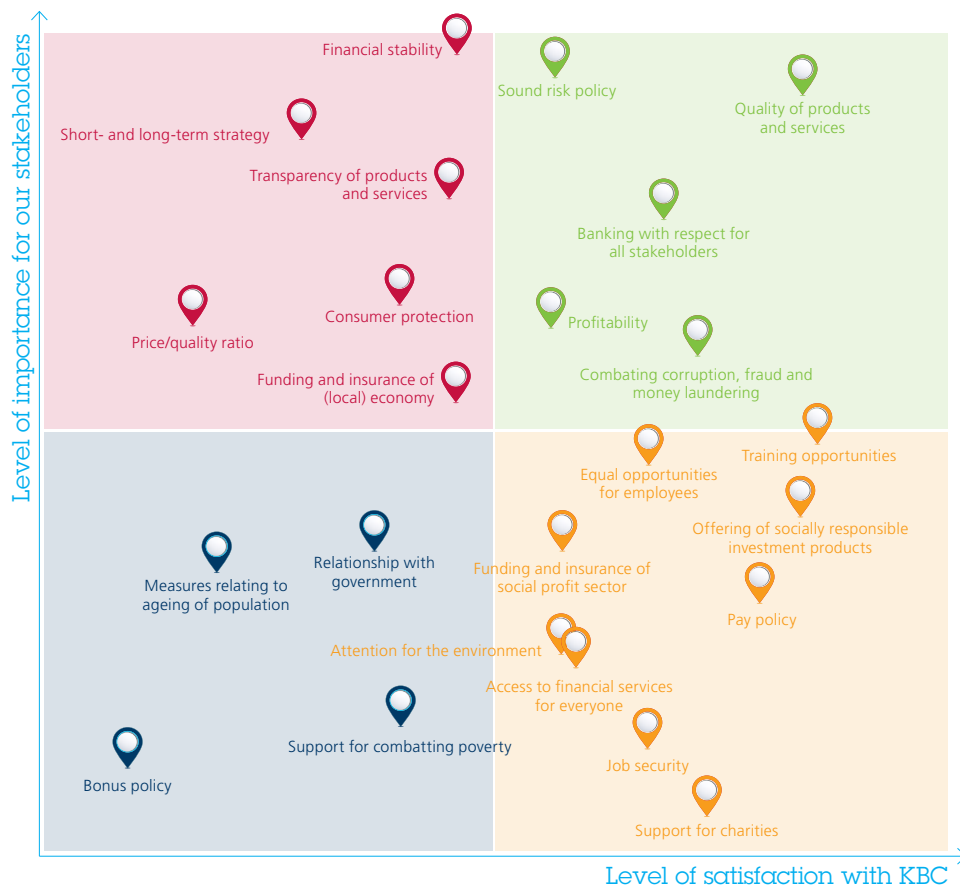 Level of importance for our stakeholders
Financial stability
Short- and long-term strategy
Transparency of products
and services
Consumer protection
Price/quality ratio
Funding and insurance of
(local) economy
Sound risk policy
Quality of products
and services
Banking with respect for
all stakeholders
Profitability
Combating corruption, fraud and
money laundering
Measures relating to
ageing of population
Relationship with
government
Support for combatting poverty
Bonus policy
Training opportunities
Equal opportunities
for employees
Offering of socially responsible
investment products
Funding and insurance of
social profit sector
Pay policy
Attention for the environment
Access to financial services
for everyone
Job security
Support for charities
Level of satisfaction with KBC